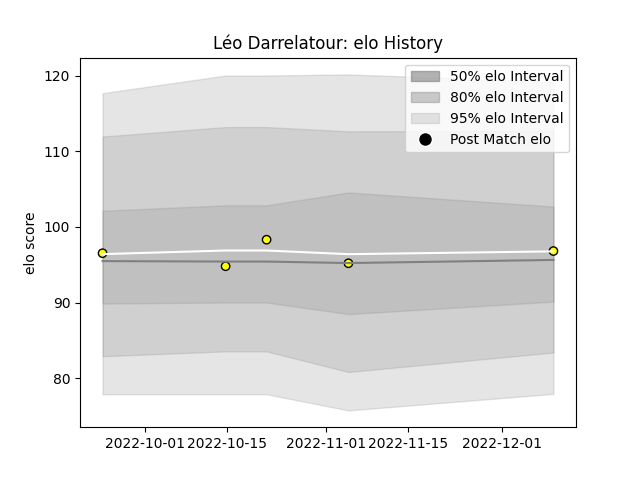 Léo Darrelatour: elo History
120
110
100
90
80
elo score
50% elo Interval
80% elo Interval
95% elo Interval
Post Match elo
2022-10-01 2022-10-15 2022-11-01 2022-11-15 2022-12-01